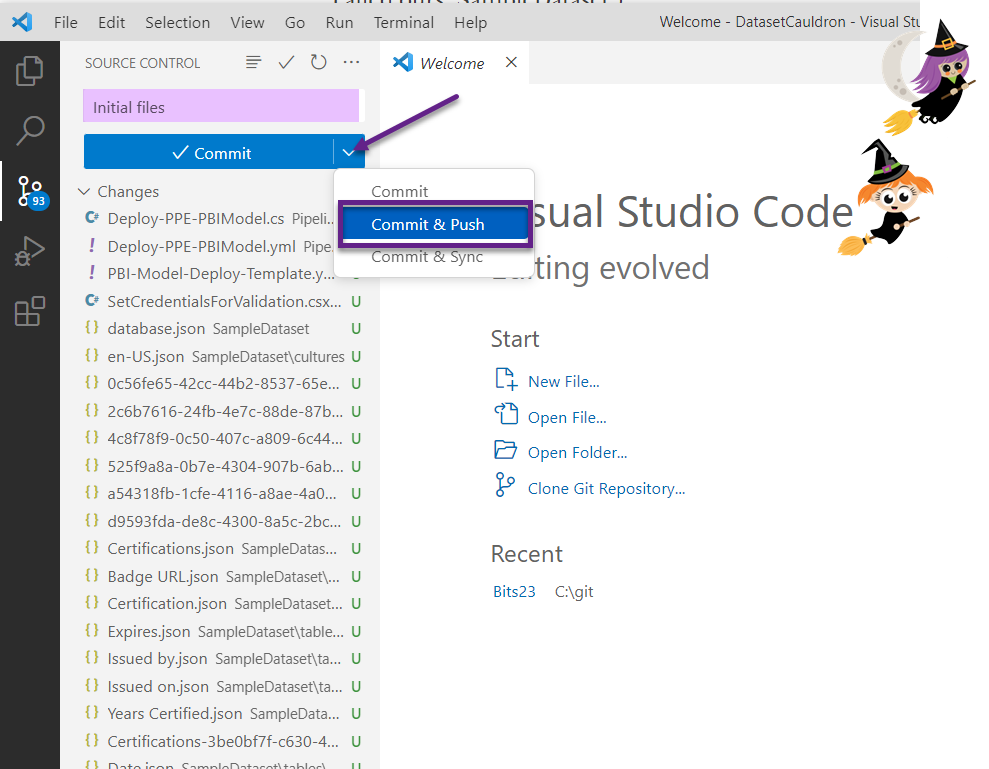 File Edit Selection View Go Run Terminal Help Welcome - DatasetCauldron - Visual Stu
SOURCE CONTROL
Welcome
Initial files
Commit
Commit
Commit & Push
Commit & Sync
Changes
Deploy-PPE-PBIModel.cs Pipeli...
Deploy-PPE-PBIModel.yml Pipe...
PBI-Model-Deploy-Template.y...
SetCredentialsForValidation.csx... U
database.json SampleDataset U
en-US.json SampleDataset\cultures U
0c56fe65-42cc-44b2-8537-65e... U
2c6b7616-24fb-4e7c-88de-87b... U
4c8f78f9-0c50-407c-a809-6c44... U
525f9a8a-0b7e-4304-907b-6ab... U
a54318fb-1cfe-4116-a8ae-4a0... U
d9593fda-de8c-4300-8a5c-2bc... U
Certifications.json SampleDatas... U
Badge URL.json SampleDataset\... U
Certification.json SampleDataset... U
Expires.json SampleDataset\table... U
Issued by.json SampleDataset\ta... U
Issued on.json SampleDataset\ta... U
Years Certified.json SampleData... U
Certifications-3be0bf7f-c630-4... U
Date.json SampleDataset\tables\...
93
sual Studio Code
Editing evolved
Start
New File...
Open File...
Open Folder...
Clone Git Repository...
Recent
Bits23 C:\git